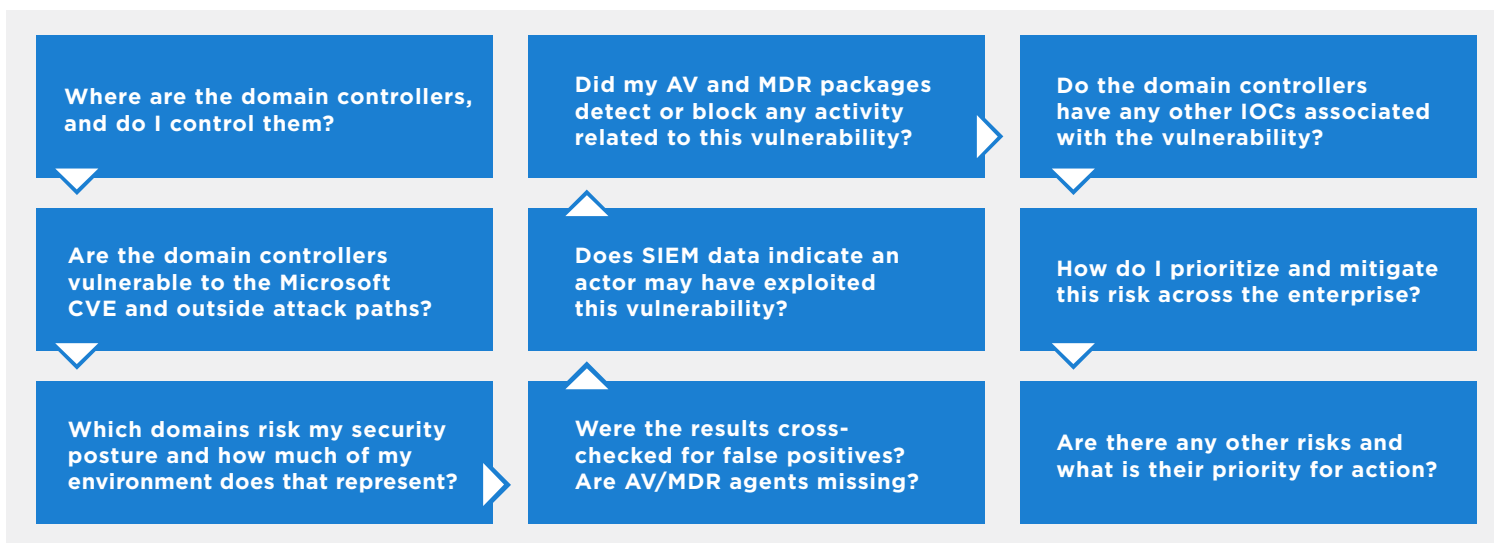 Where are the domain controllers,
and do I control them?
Are the domain controllers
vulnerable to the Microsoft
CVE and outside attack paths?
Which domains risk my security
posture and how much of my
environment does that represent?
Were the results cross-
checked for false positives?
Are AV/MDR agents missing?
Does SIEM data indicate an
actor may have exploited
this vulnerability?
Did my AV and MDR packages
detect or block any activity
related to this vulnerability?
Do the domain controllers
have any other IOCs associated
with the vulnerability?
How do I prioritize and mitigate
this risk across the enterprise?
Are there any other risks and
what is their priority for action?